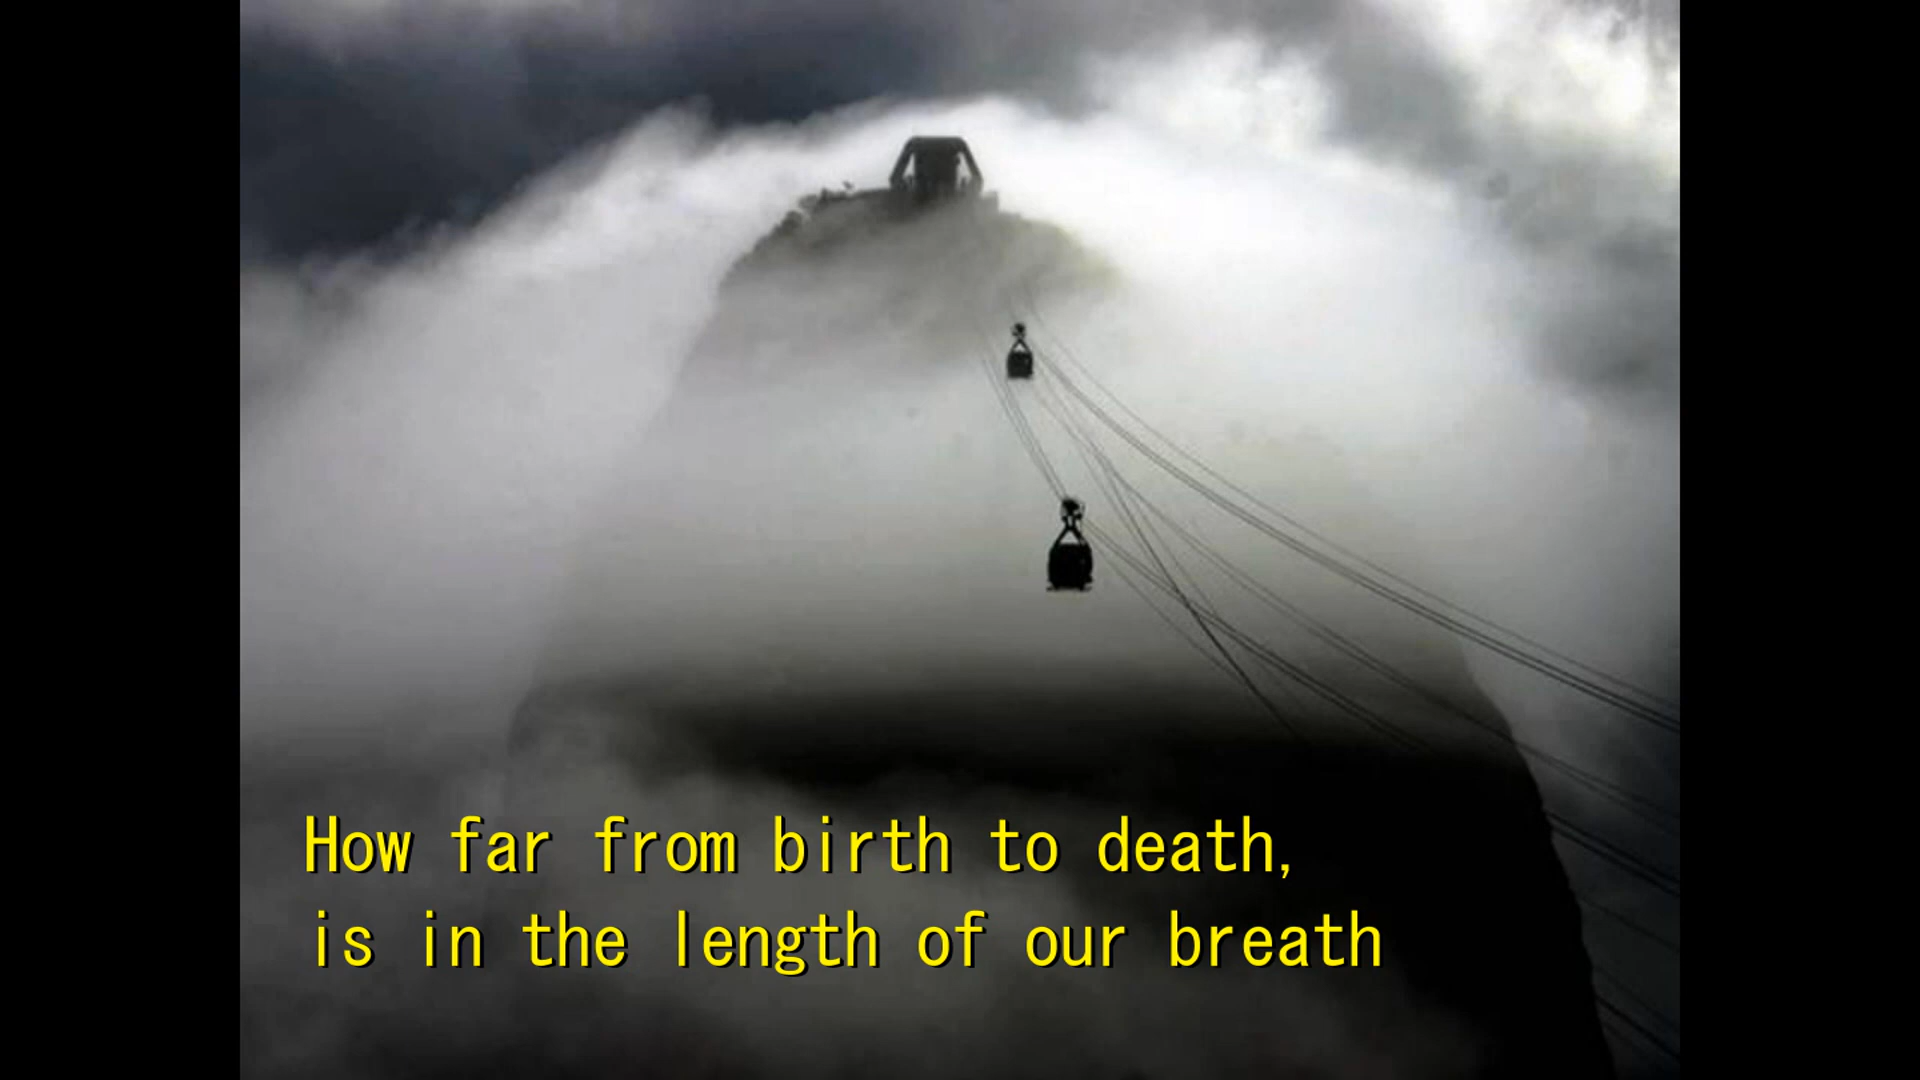 How far from birth to death,
is in the length of our breath